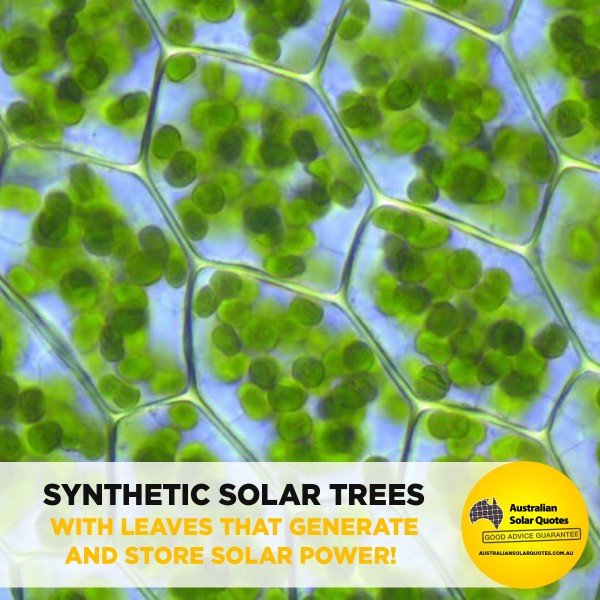 SYNTHETIC SOLAR TREES
WITH LEAVES THAT GENERATE
AND STORE SOLAR POWER!
Australian
Solar Quotes
GOOD ADVICE GUARANTEE
AUSTRALIANSOLARQUOTES.COM.AU